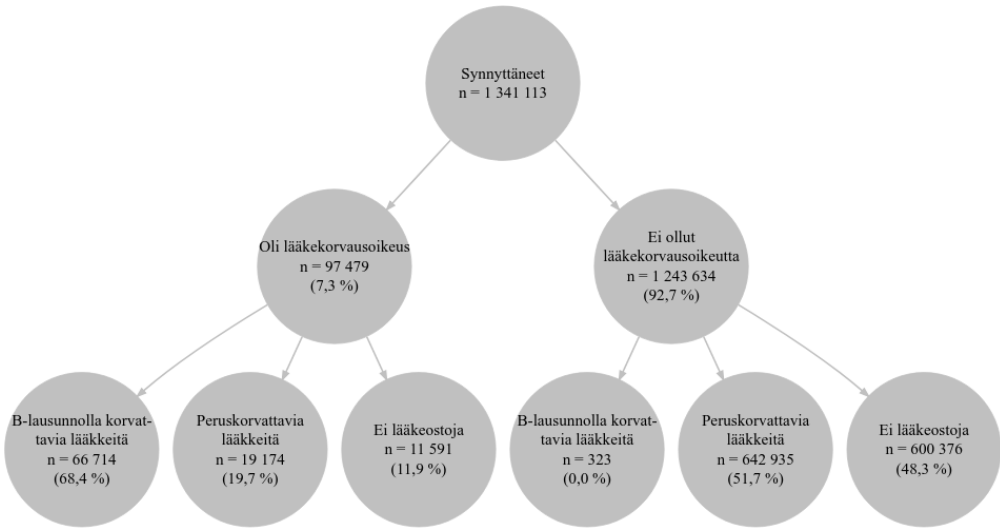 Synnyttäneet
n = 1 341 113
Oli lääkekorvausoikeus
n = 97 479
(7,3 %)
Ei ollut
lääkekorvausoikeutta
n = 1 243 634
(92,7 %)
B-lausunnolla korvat-
tavia lääkkeitä
n = 66 714
(68,4 %)
Peruskorvattavia
lääkkeitä
n = 19 174
(19,7 %)
Ei lääkeostoja
n = 11 591
(11,9 %)
B-lausunnolla korvat-
tavia lääkkeitä
n = 323
(0,0 %)
Peruskorvattavia
lääkkeitä
n = 642 935
(51,7 %)
Ei lääkeostoja
n = 600 376
(48,3 %)